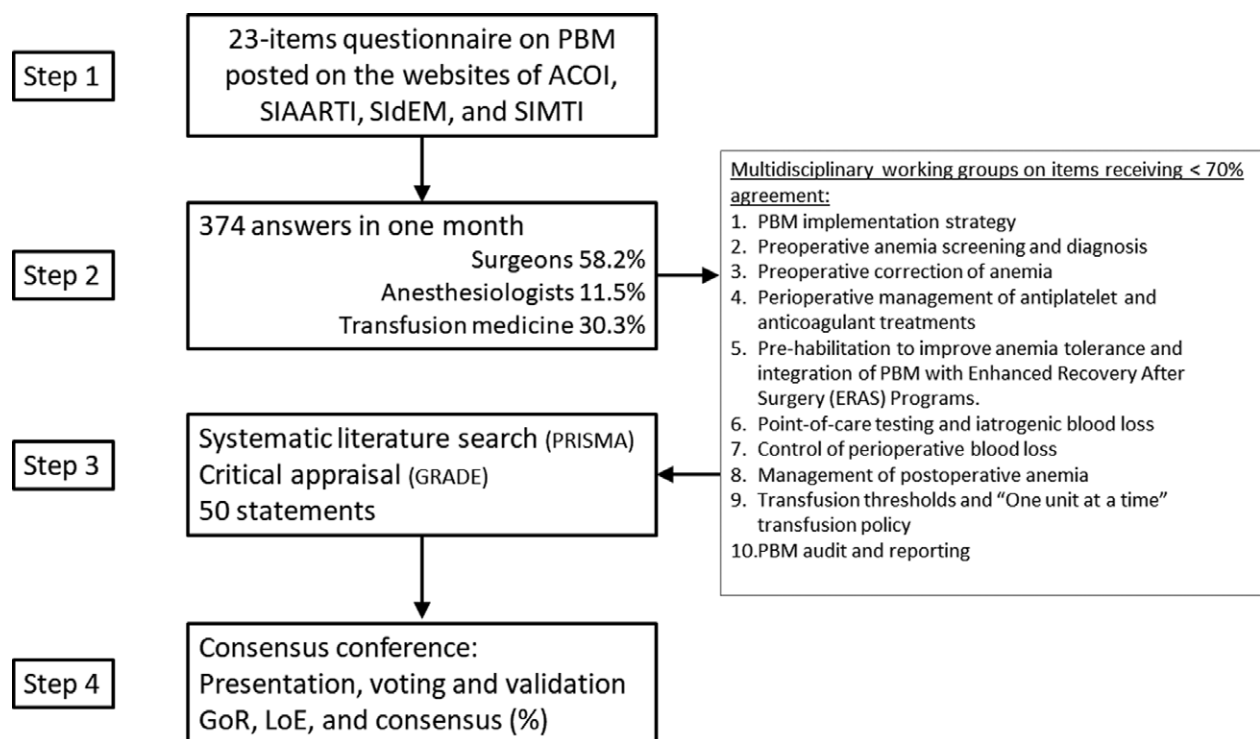 Step 1
23-items questionnaire on PBM
posted on the websites of ACOI,
SIAARTI, SIdEM, and SIMTI
Step 2
374 answers in one month
Surgeons 58.2%
Anesthesiologists 11.5%
Transfusion medicine 30.3%
Multidisciplinary working groups on items receiving < 70%
agreement:
1. PBM implementation strategy
2. Preoperative anemia screening and diagnosis
3. Preoperative correction of anemia
4. Perioperative management of antiplatelet and
anticoagulant treatments
5. Pre-habilitation to improve anemia tolerance and
integration of PBM with Enhanced Recovery After
Surgery (ERAS) Programs.
6. Point-of-care testing and iatrogenic blood loss
7. Control of perioperative blood loss
8. Management of postoperative anemia
9. Transfusion thresholds and “One unit at a time”
transfusion policy
10.PBM audit and reporting
Step 3
Systematic literature search (PRISMA)
Critical appraisal (GRADE)
50 statements
Step 4
Consensus conference:
Presentation, voting and validation
GoR, LoE, and consensus (%)